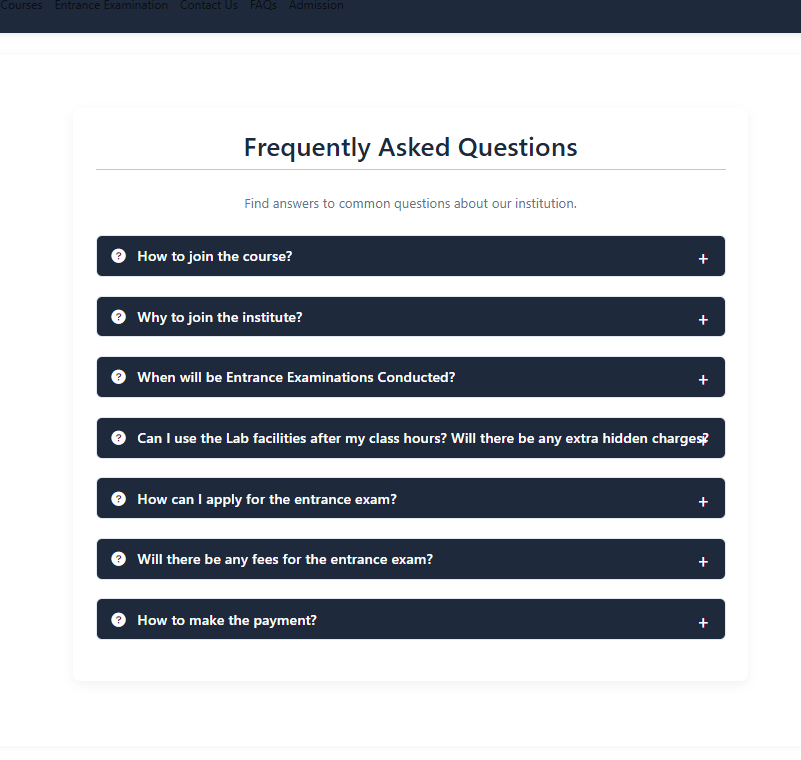 Courses Entrance Examination Contact Us FAQs Admission
Frequently Asked Questions
Find answers to common questions about our institution.
? How to join the course? +
? Why to join the institute? +
? When will be Entrance Examinations Conducted? +
? Can I use the Lab facilities after my class hours? Will there be any extra hidden charges? +
? How can I apply for the entrance exam? +
? Will there be any fees for the entrance exam? +
? How to make the payment? +